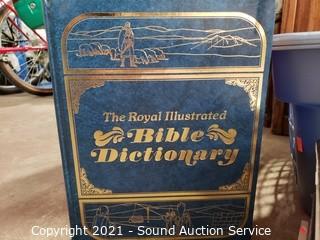 The Royal Illustrated
Bible
Dictionary
Copyright 2021 - Sound Auction Service